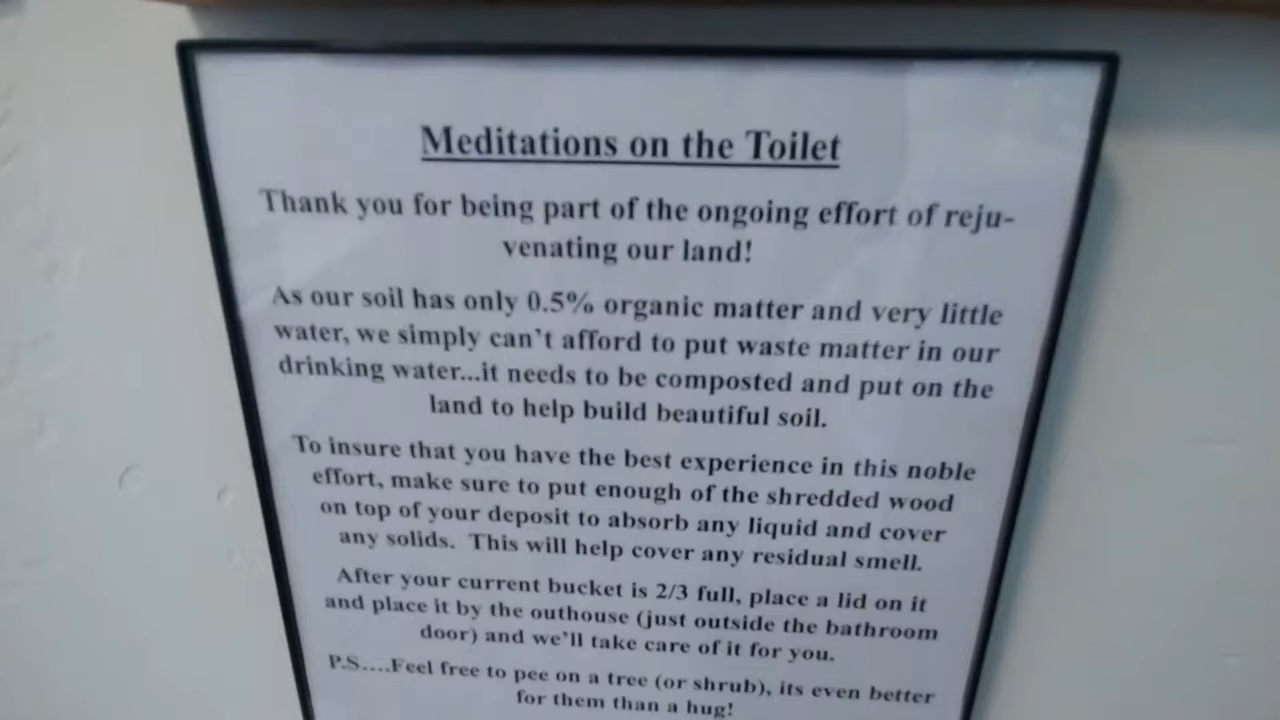 Meditations on the Toilet
Thank you for being part of the ongoing effort of reju-
venating our land!
As our soil has only 0.5% organic matter and very little
water, we simply can't afford to put waste matter in our
drinking water...it needs to be composted and put on the
land to help build beautiful soil.
To insure that you have the best experience in this noble
effort, make sure to put enough of the shredded wood
on top of your deposit to absorb any liquid and cover
any solids.  This will help cover any residual smell.
After your current bucket is 2/3 full, place a lid on it
and place it by the outhouse (just outside the bathroom
door) and we'll take care of it for you.
P.S....Feel free to pee on a tree (or shrub), its even better
for them than a hug!